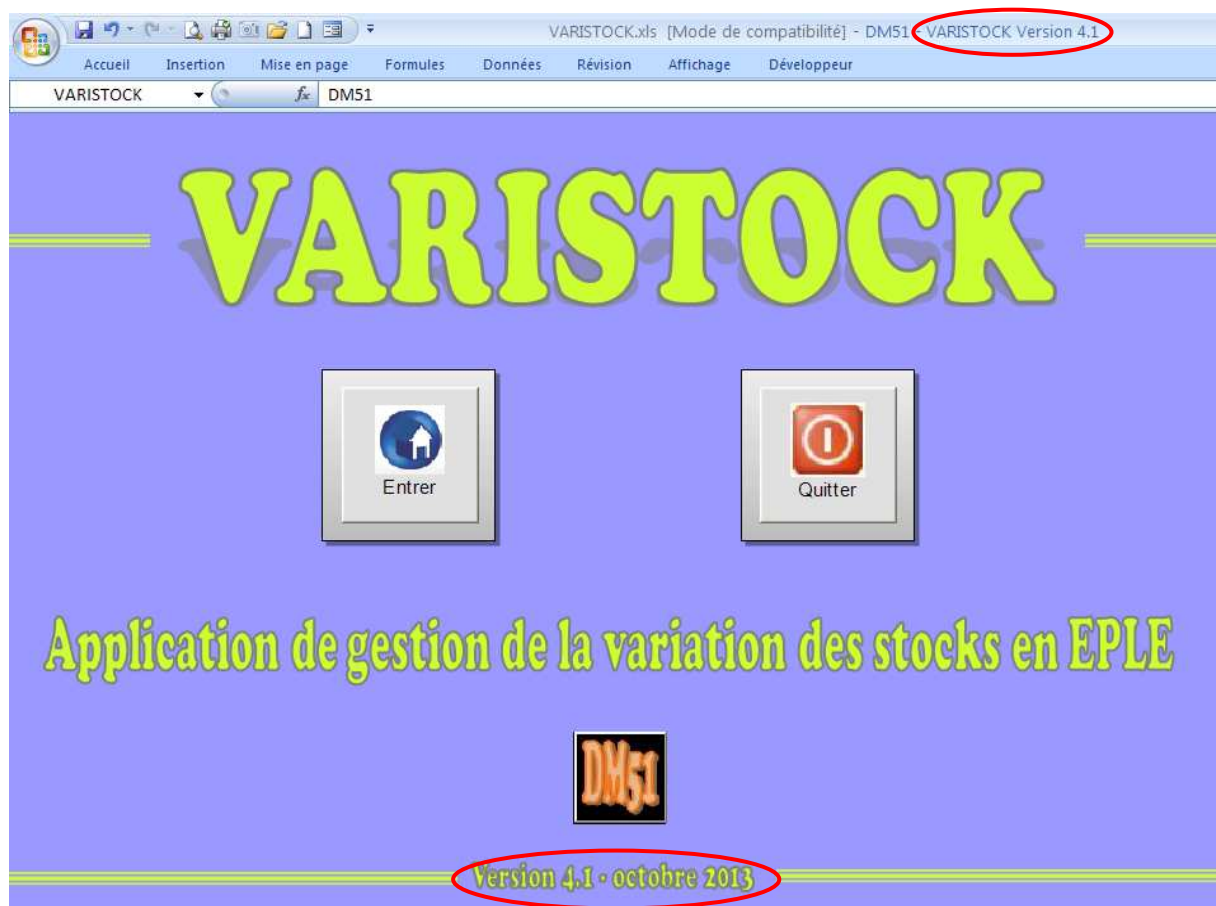 VARISTOCK.xls [Mode de compatibilité] - DM51 - VARISTOCK Version 4.1
Accueil Insertion Mise en page Formules Données Révision Affichage Développeur
VARISTOCK fx DM51
VARISTOCK
Entrer Quitter
Application de gestion de la variation des stocks en EPLE
DM51
Version 4.1 - octobre 2013